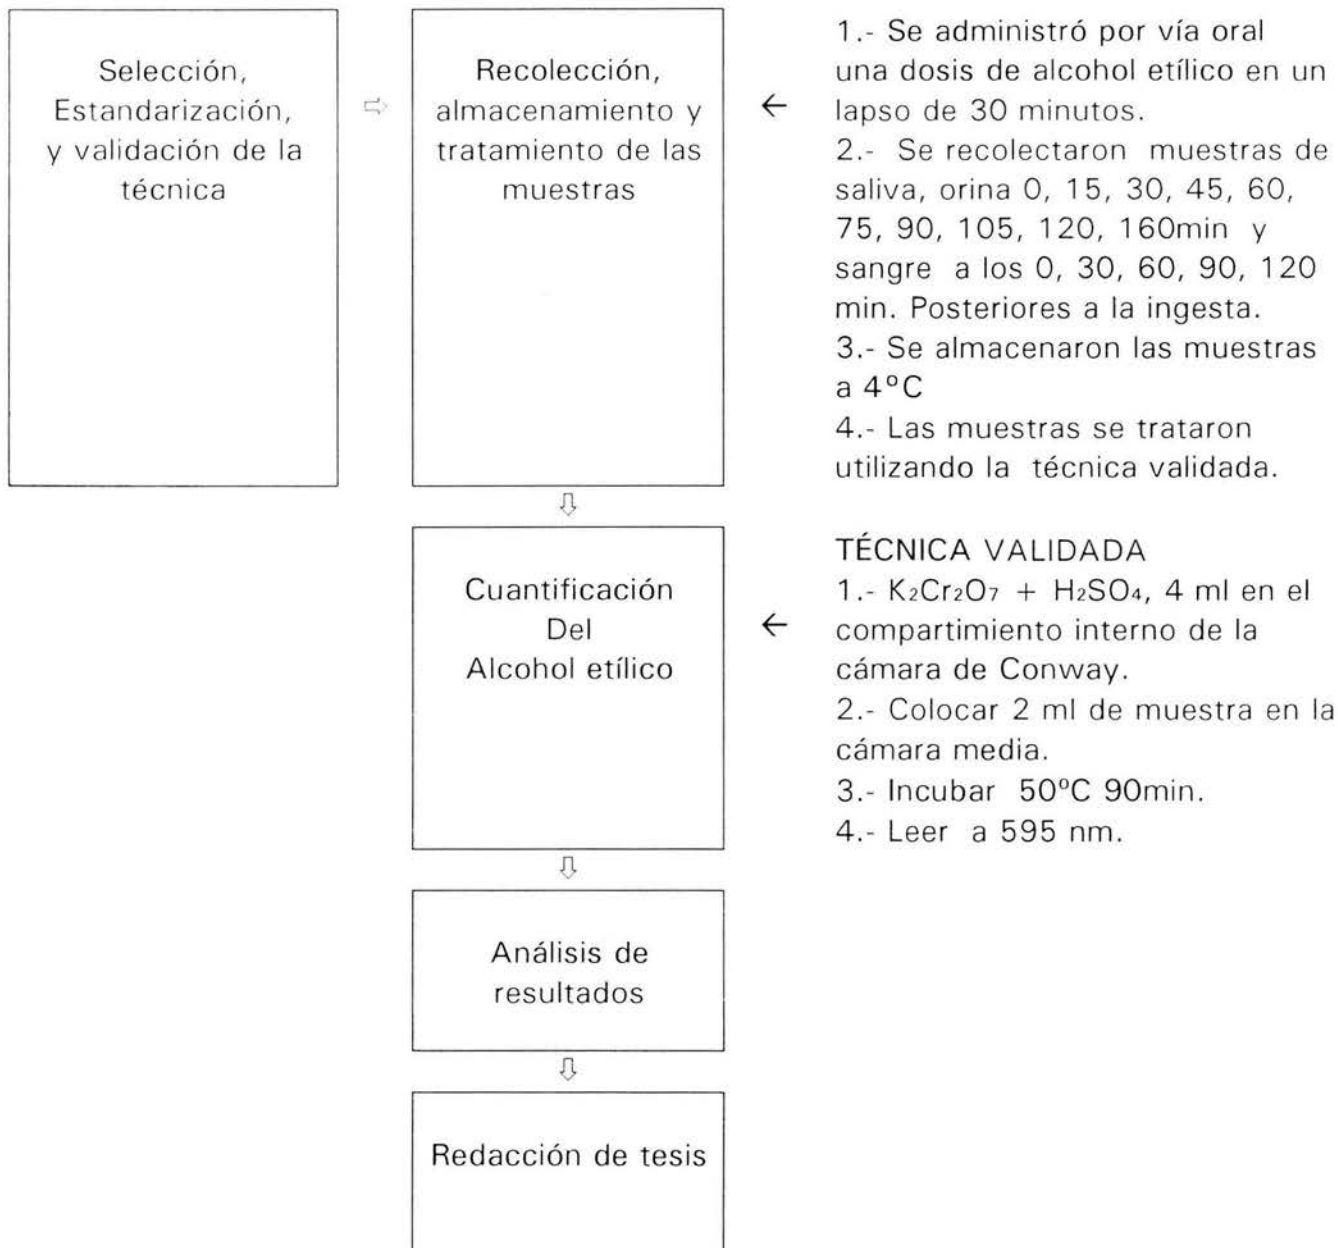 Selección,
Estandarización,
y validación de la
técnica
⇨
Recolección,
almacenamiento y
tratamiento de las
muestras
←
1.- Se administró por vía oral
una dosis de alcohol etílico en un
lapso de 30 minutos.
2.- Se recolectaron muestras de
saliva, orina 0, 15, 30, 45, 60,
75, 90, 105, 120, 160min y
sangre a los 0, 30, 60, 90, 120
min. Posteriores a la ingesta.
3.- Se almacenaron las muestras
a 4ºC
4.- Las muestras se trataron
utilizando la técnica validada.
⇩
Cuantificación
Del
Alcohol etílico
←
TÉCNICA VALIDADA
1.- K₂Cr₂O₇ + H₂SO₄, 4 ml en el
compartimiento interno de la
cámara de Conway.
2.- Colocar 2 ml de muestra en la
cámara media.
3.- Incubar 50ºC 90min.
4.- Leer a 595 nm.
⇩
Análisis de
resultados
⇩
Redacción de tesis